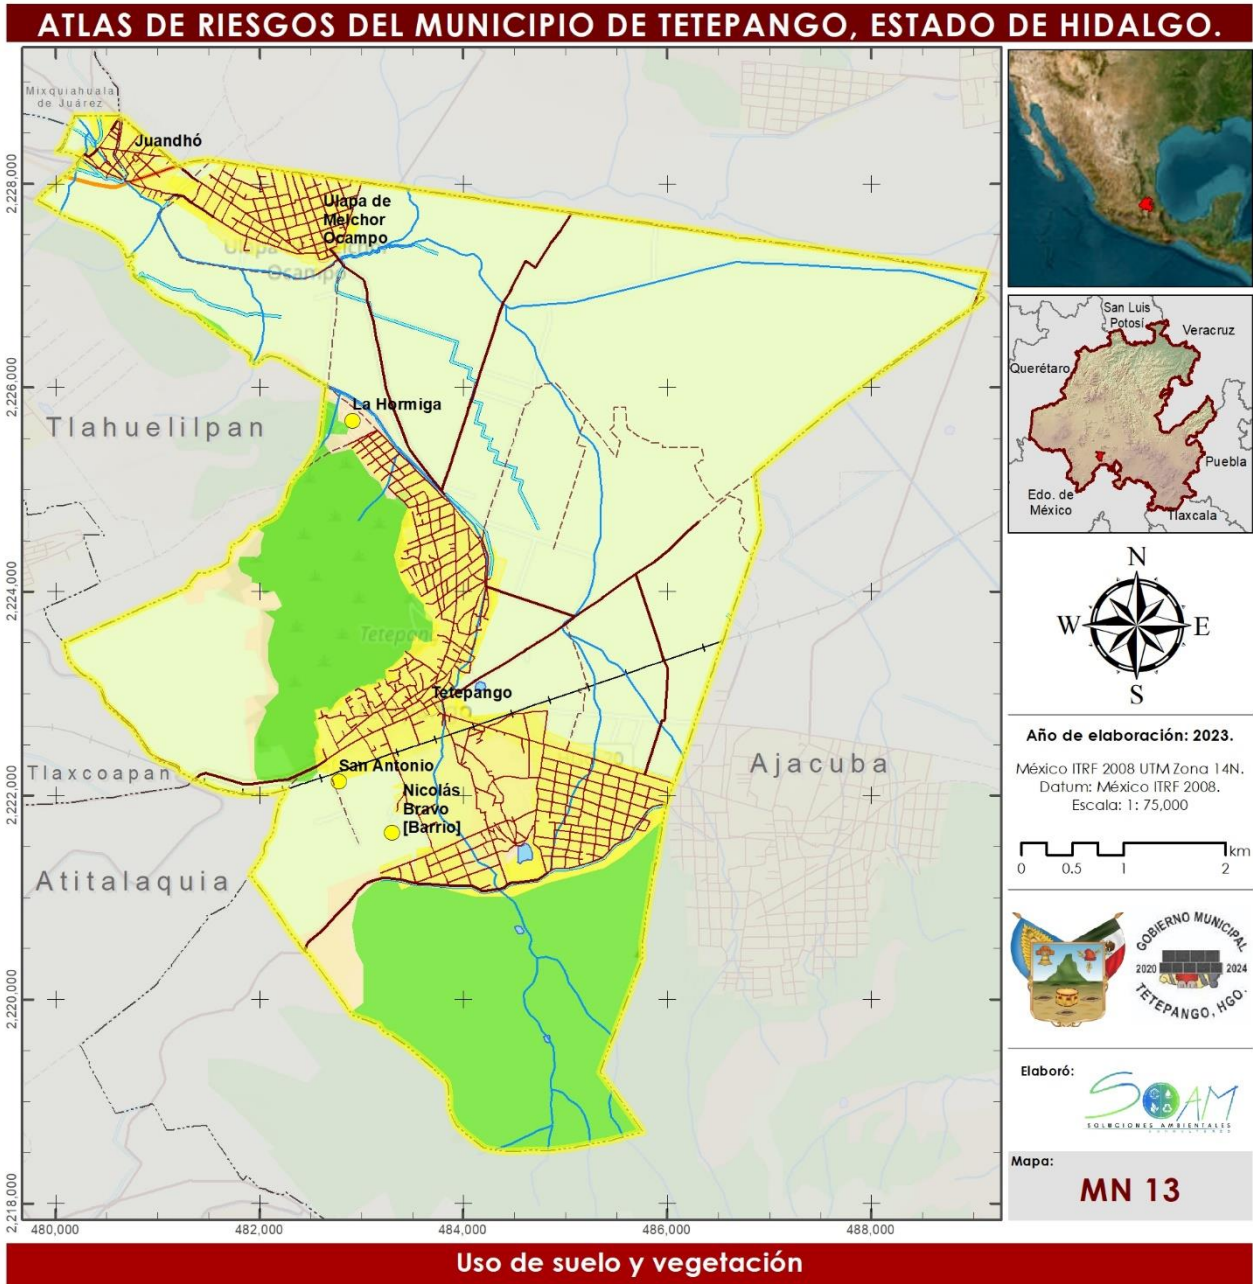 ATLAS DE RIESGOS DEL MUNICIPIO DE TETEPANGO, ESTADO DE HIDALGO.
Mixquiahuala
de Juárez
Juandhó
Ulapa de
Melchor
Ocampo
Ocampo
La Hormiga
Tlahuelilpan
Tetepan
Tetepango
San Antonio
Tlaxcoapan
Nicolás
Bravo
[Barrio]
Ajacuba
Atitalaquia
2,228,000
2,226,000
2,224,000
2,222,000
2,220,000
2,218,000
480,000
482,000
484,000
486,000
488,000
San Luis
Potosí
Veracruz
Querétaro
Puebla
Edo. de
México
Tlaxcala
N
W
E
S
Año de elaboración: 2023.
México ITRF 2008 UTM Zona 14N.
Datum: México ITRF 2008.
Escala: 1: 75,000
0 0.5 1 2 km
GOBIERNO MUNICIPAL
2020 2024
TETEPANGO, HGO.
Elaboró:
SOAM
SOLUCIONES AMBIENTALES
Mapa:
MN 13
Uso de suelo y vegetación